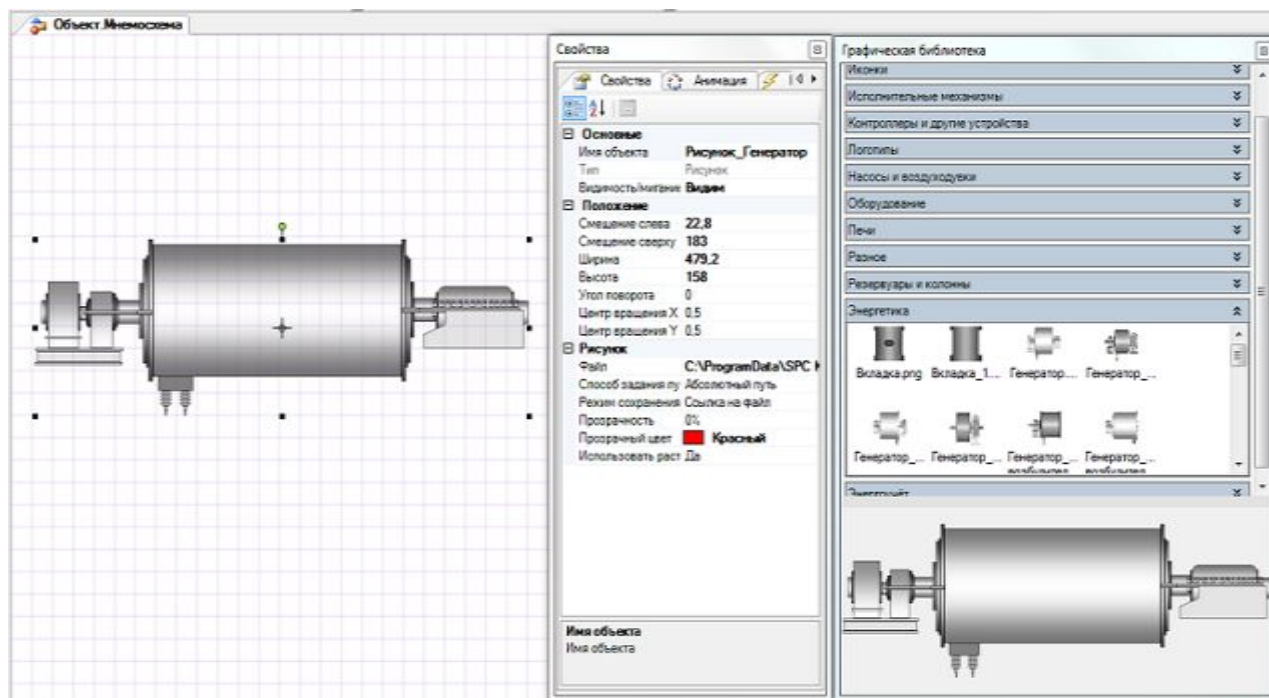 Объект.Мнемосхема
Свойства
Свойства Анимация
Основные
Имя объекта Рисунок_Генератор
Тип Рисунок
Видимость/мигани Видим
Положение
Смещение слева 22,8
Смещение сверху 183
Ширина 479,2
Высота 158
Угол поворота 0
Центр вращения X 0,5
Центр вращения Y 0,5
Рисунок
Файл C:\ProgramData\SPC
Способ задания пу Абсолютный путь
Режим сохранения Ссылка на файл
Прозрачность 0%
Прозрачный цвет Красный
Использовать раст Да
Имя объекта
Имя объекта
Графическая библиотека
Иконки
Исполнительные механизмы
Контроллеры и другие устройства
Логотипы
Насосы и воздуходувки
Оборудование
Печи
Разное
Резервуары и колонны
Энергетика
Вкладка.png Вкладка_1.... Генератор.... Генератор_...
Генератор_... Генератор_... Генератор_... Генератор_...
возбудител возбудител
Энергоучёт